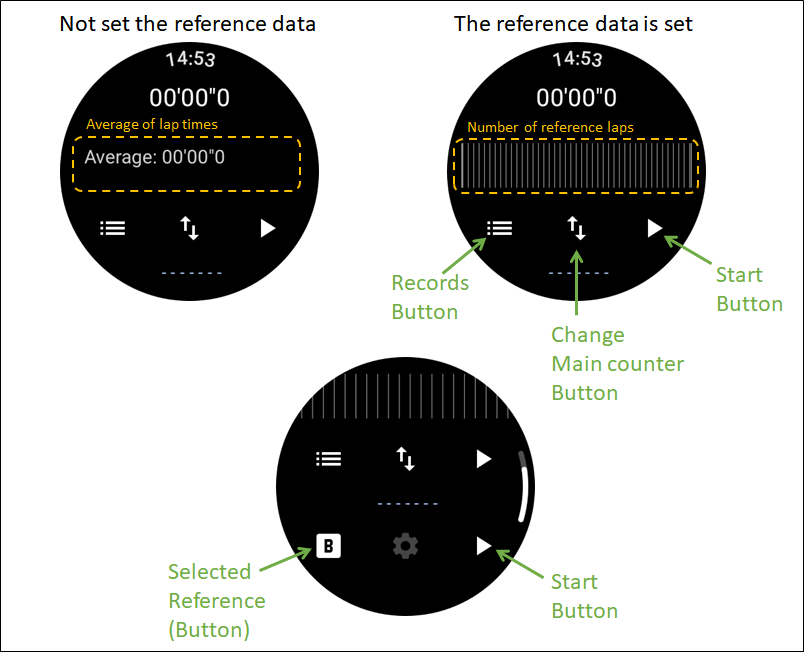 Not set the reference data
The reference data is set
14:53
00'00"0
Average of lap times
Average: 00'00"0
14:53
00'00"0
Number of reference laps
Records
Button
Change
Main counter
Button
Start
Button
B
Selected
Reference
(Button)
Start
Button